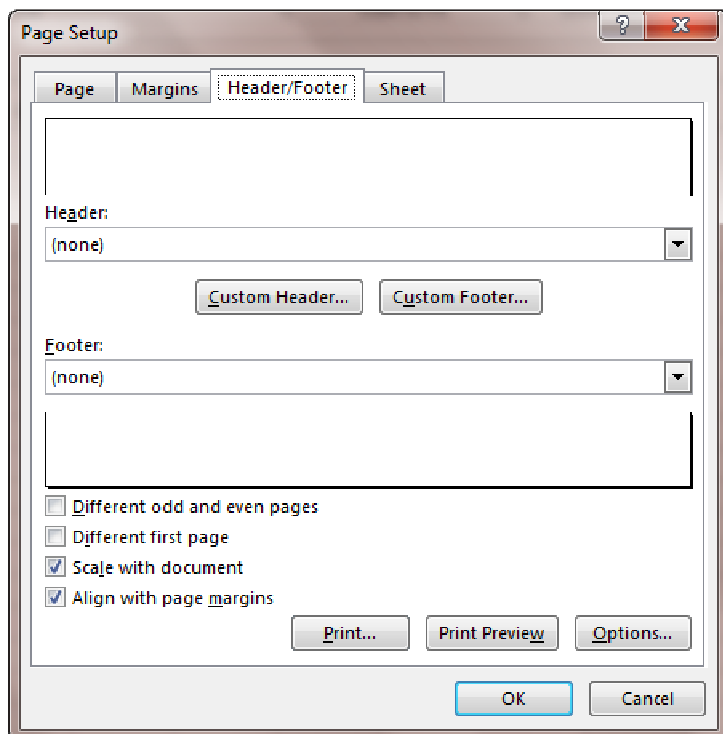 Page Setup
Page Margins Header/Footer Sheet
Header:
(none)
Custom Header... Custom Footer...
Footer:
(none)
Different odd and even pages
Different first page
Scale with document
Align with page margins
Print... Print Preview Options...
OK Cancel